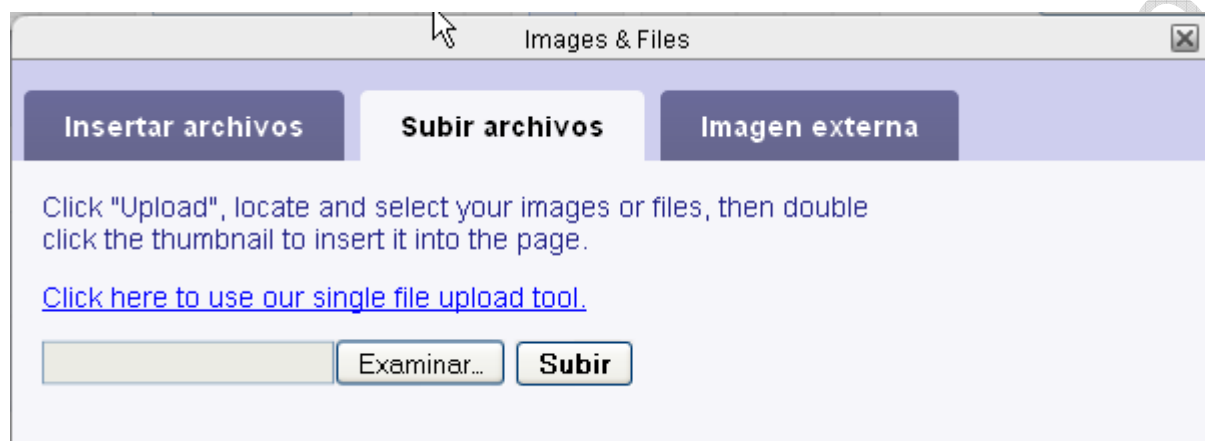 Images & Files
Insertar archivos
Subir archivos
Imagen externa
Click "Upload", locate and select your images or files, then double
click the thumbnail to insert it into the page.
Click here to use our single file upload tool.
Examinar... Subir